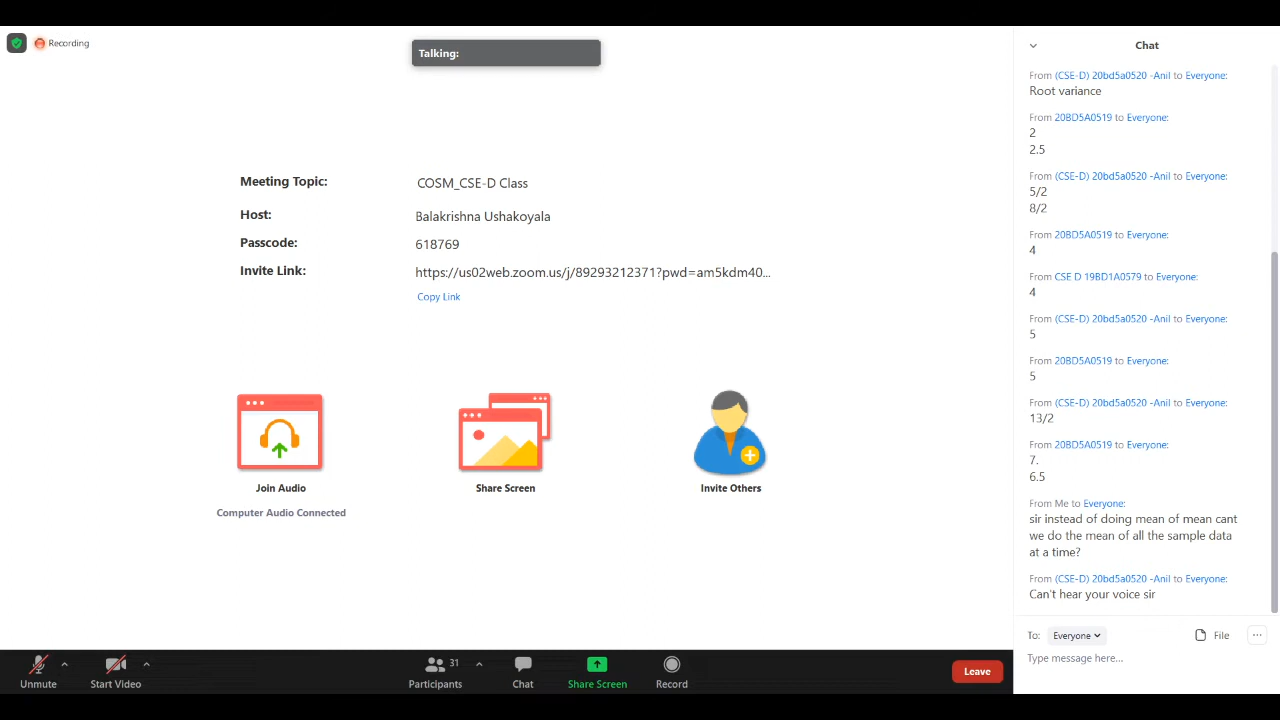 Recording
Talking:
Meeting Topic: COSM_CSE-D Class
Host: Balakrishna Ushakoyala
Passcode: 618769
Invite Link: https://us02web.zoom.us/j/89293212371?pwd=am5kdm40...
Copy Link
Join Audio
Computer Audio Connected
Share Screen
Invite Others
Chat
From (CSE-D) 20bd5a0520 -Anil to Everyone:
Root variance
From 20BD5A0519 to Everyone:
2
2.5
From (CSE-D) 20bd5a0520 -Anil to Everyone:
5/2
8/2
From 20BD5A0519 to Everyone:
4
From CSE D 19BD1A0579 to Everyone:
4
From (CSE-D) 20bd5a0520 -Anil to Everyone:
5
From 20BD5A0519 to Everyone:
5
From (CSE-D) 20bd5a0520 -Anil to Everyone:
13/2
From 20BD5A0519 to Everyone:
7.
6.5
From Me to Everyone:
sir instead of doing mean of mean cant
we do the mean of all the sample data
at a time?
From (CSE-D) 20bd5a0520 -Anil to Everyone:
Can't hear your voice sir
To: Everyone File ...
Type message here...
Unmute
Start Video
31
Participants
Chat
Share Screen
Record
Leave